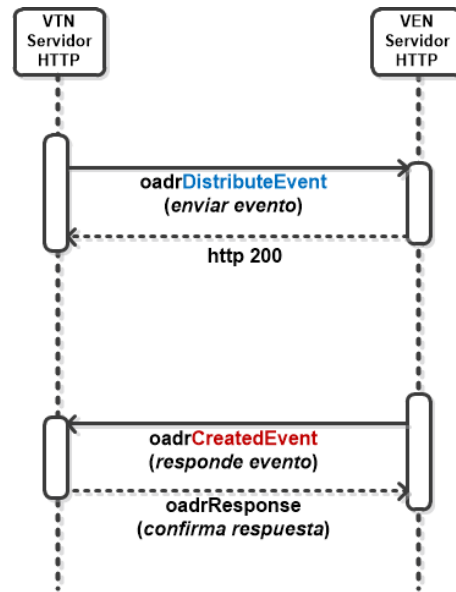 VTN
Servidor
HTTP
VEN
Servidor
HTTP
oadrDistributeEvent
(enviar evento)
http 200
oadrCreatedEvent
(responde evento)
oadrResponse
(confirma respuesta)